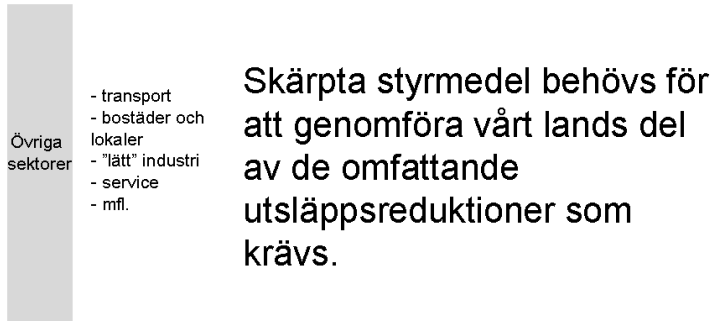 Övriga
sektorer
- transport
- bostäder och
lokaler
- ”lätt” industri
- service
- mfl.
Skärpta styrmedel behövs för
att genomföra vårt lands del
av de omfattande
utsläppsreduktioner som
krävs.